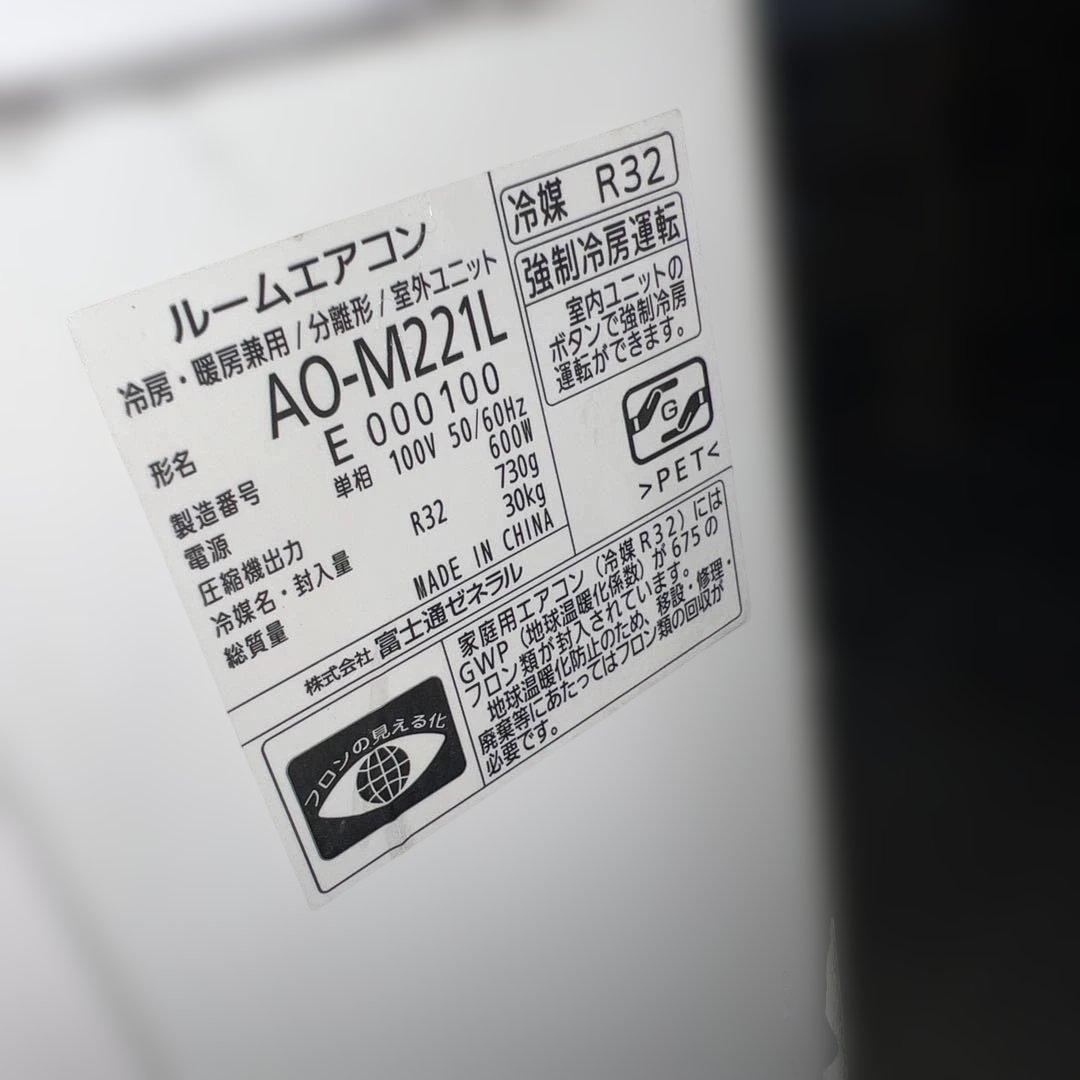 ルームエアコン
冷房・暖房兼用/分離形/室外ユニット
形名 AO-M221L
製造番号 E 000100
電源 単相 100V 50/60Hz
圧縮機出力 600W
冷媒名・封入量 R32 730g
総質量 30kg
MADE IN CHINA
株式会社 富士通ゼネラル
冷媒 R32
強制冷房運転
室内ユニットの
ボタンで強制冷房
運転ができます。
G
>PET<
フロンの見える化
家庭用エアコン(冷媒R32)には
GWP(地球温暖化係数)が675の
フロン類が封入されています。
地球温暖化防止のため、移設・修理・
廃棄等にあたってはフロン類の回収が
必要です。